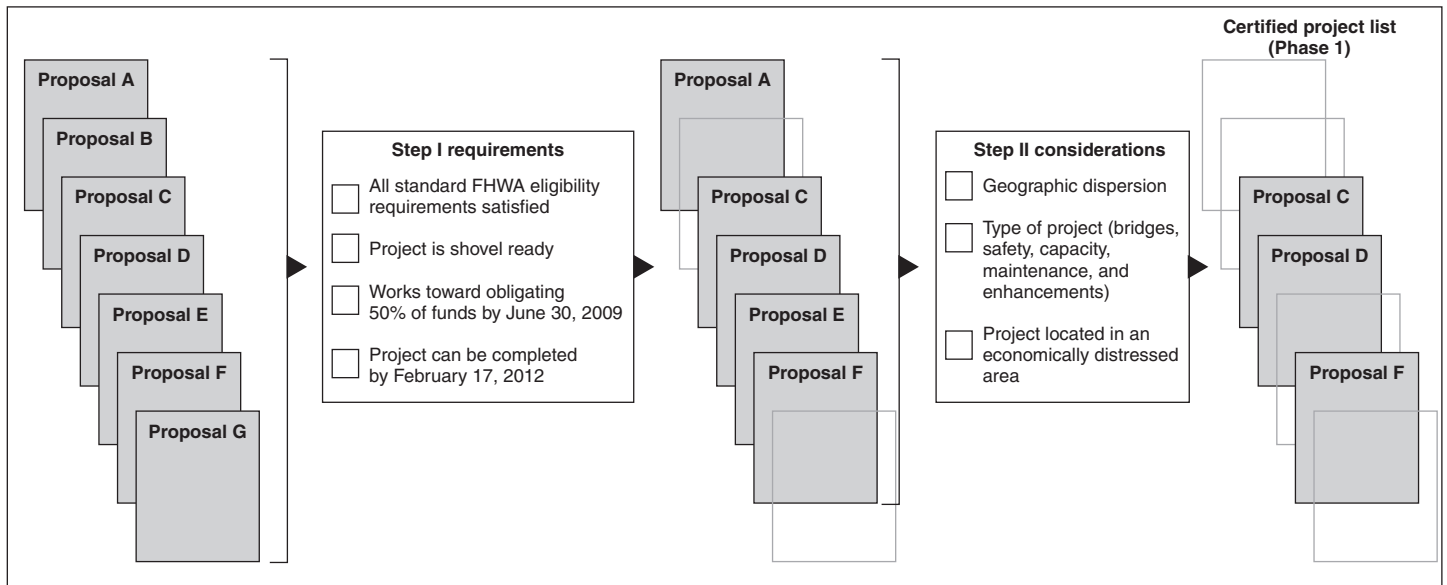 Proposal A
Proposal B
Proposal C
Proposal D
Proposal E
Proposal F
Proposal G
Step I requirements
All standard FHWA eligibility
requirements satisfied
Project is shovel ready
Works toward obligating
50% of funds by June 30, 2009
Project can be completed
by February 17, 2012
Proposal A
Proposal C
Proposal D
Proposal E
Proposal F
Step II considerations
Geographic dispersion
Type of project (bridges,
safety, capacity,
maintenance, and
enhancements)
Project located in an
economically distressed
area
Certified project list
(Phase 1)
Proposal C
Proposal D
Proposal F